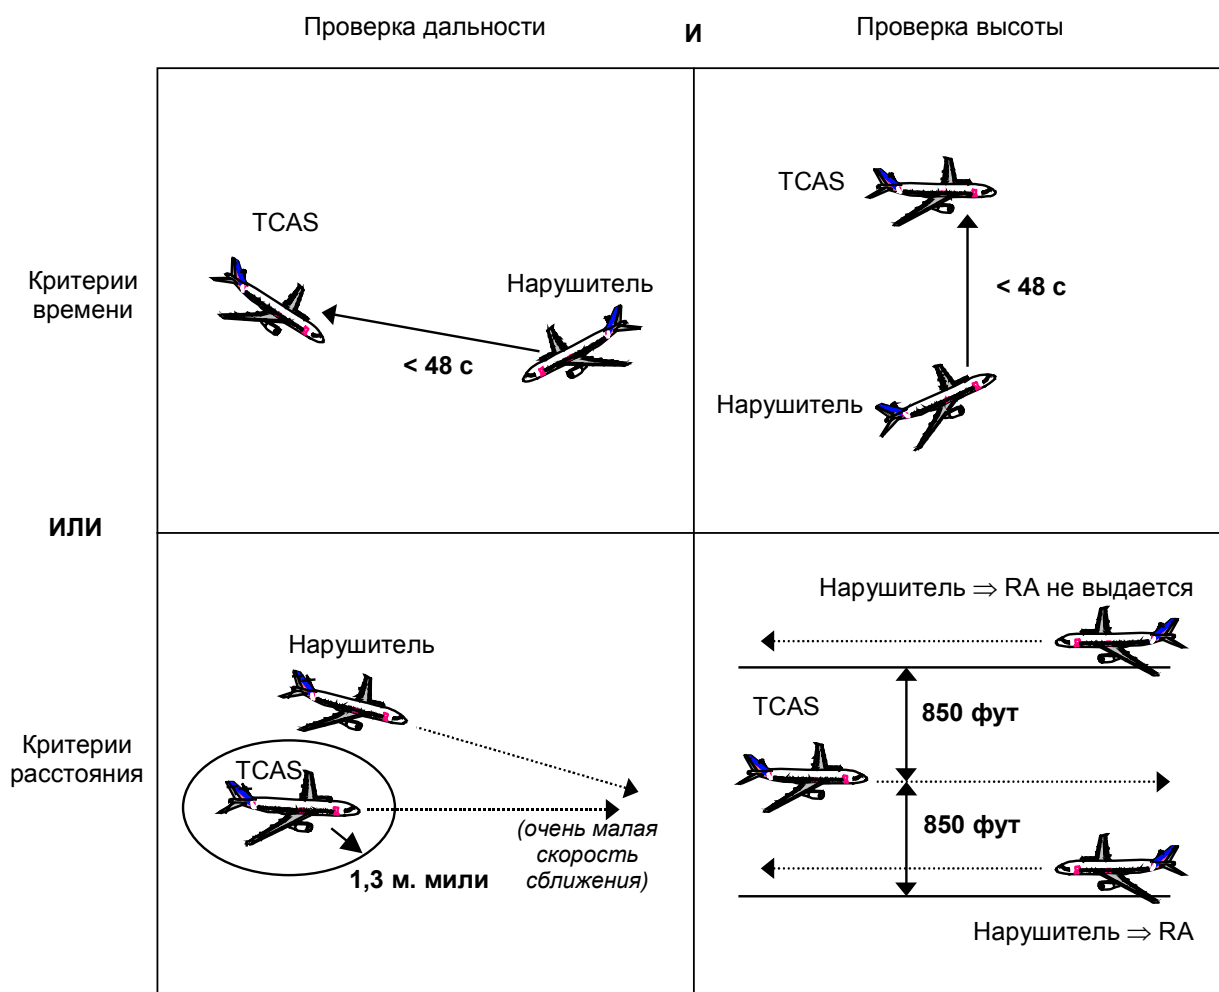 Проверка дальности
И
Проверка высоты
TCAS
Нарушитель
< 48 с
TCAS
< 48 с
Нарушитель
Критерии
времени
ИЛИ
Критерии
расстояния
Нарушитель
TCAS
1,3 м. мили
(очень малая
скорость
сближения)
Нарушитель ⇒ RA не выдается
TCAS
850 фут
850 фут
Нарушитель ⇒ RA